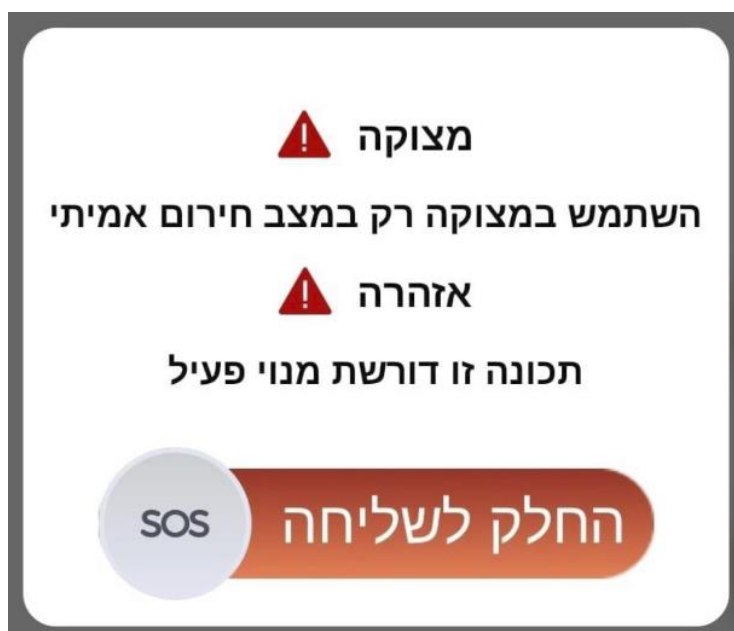 מצוקה
השתמש במצוקה רק במצב חירום אמיתי
אזהרה
תכונה זו דורשת מנוי פעיל
SOS החלק לשליחה